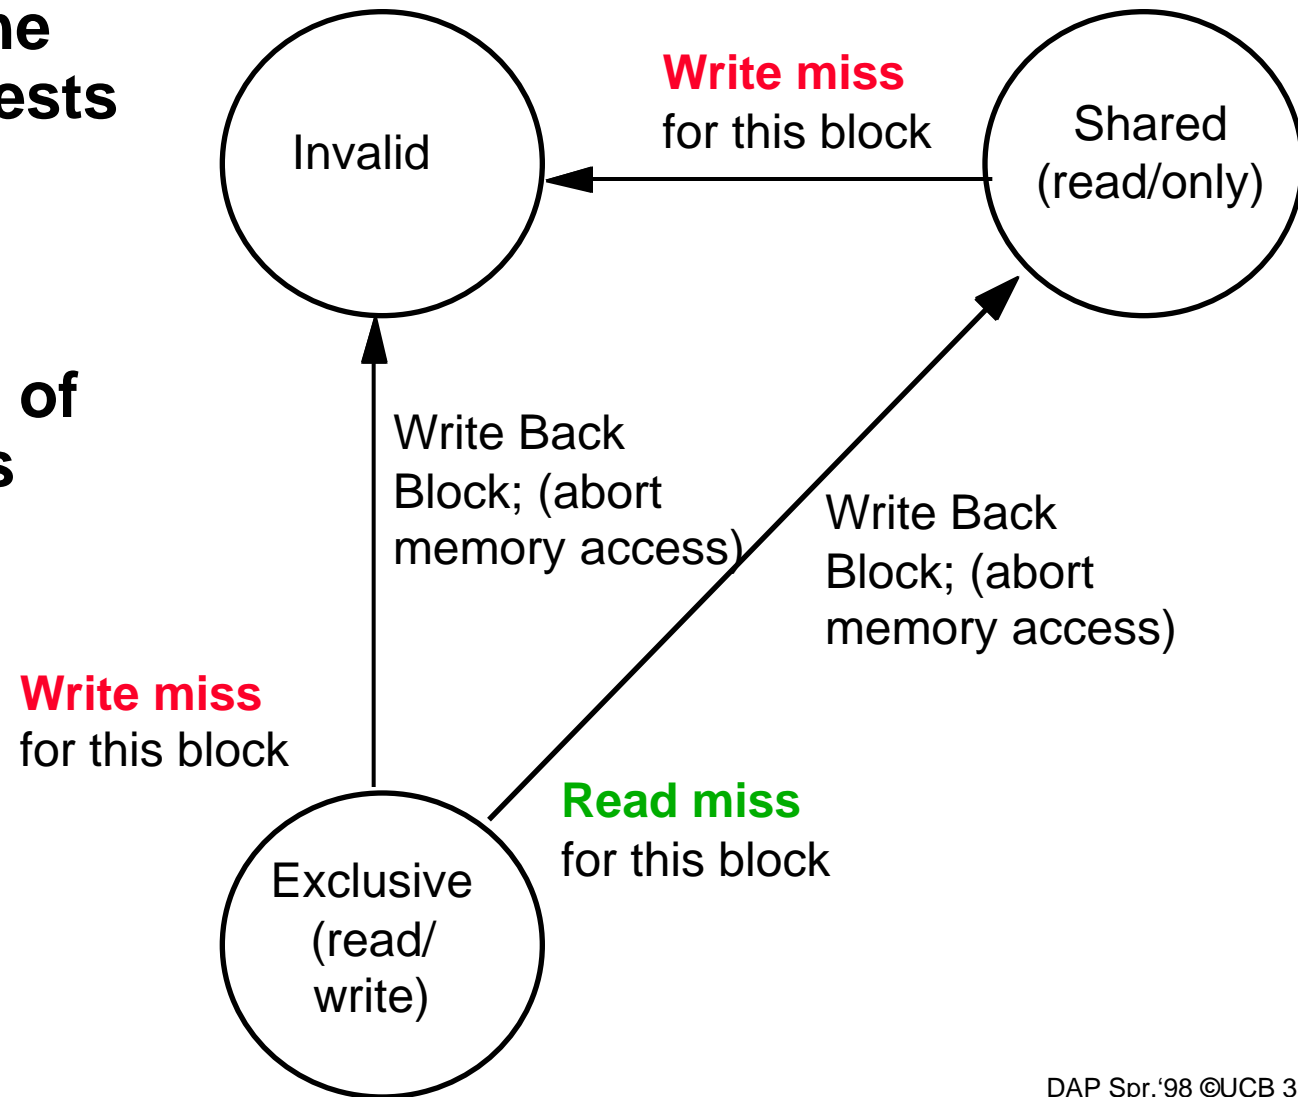 ests
of
Write miss
for this block
Invalid
Shared
(read/only)
Write Back
Block; (abort
memory access)
Write Back
Block; (abort
memory access)
Write miss
for this block
Read miss
for this block
Exclusive
(read/
write)
DAP Spr.'98 ©UCB 3